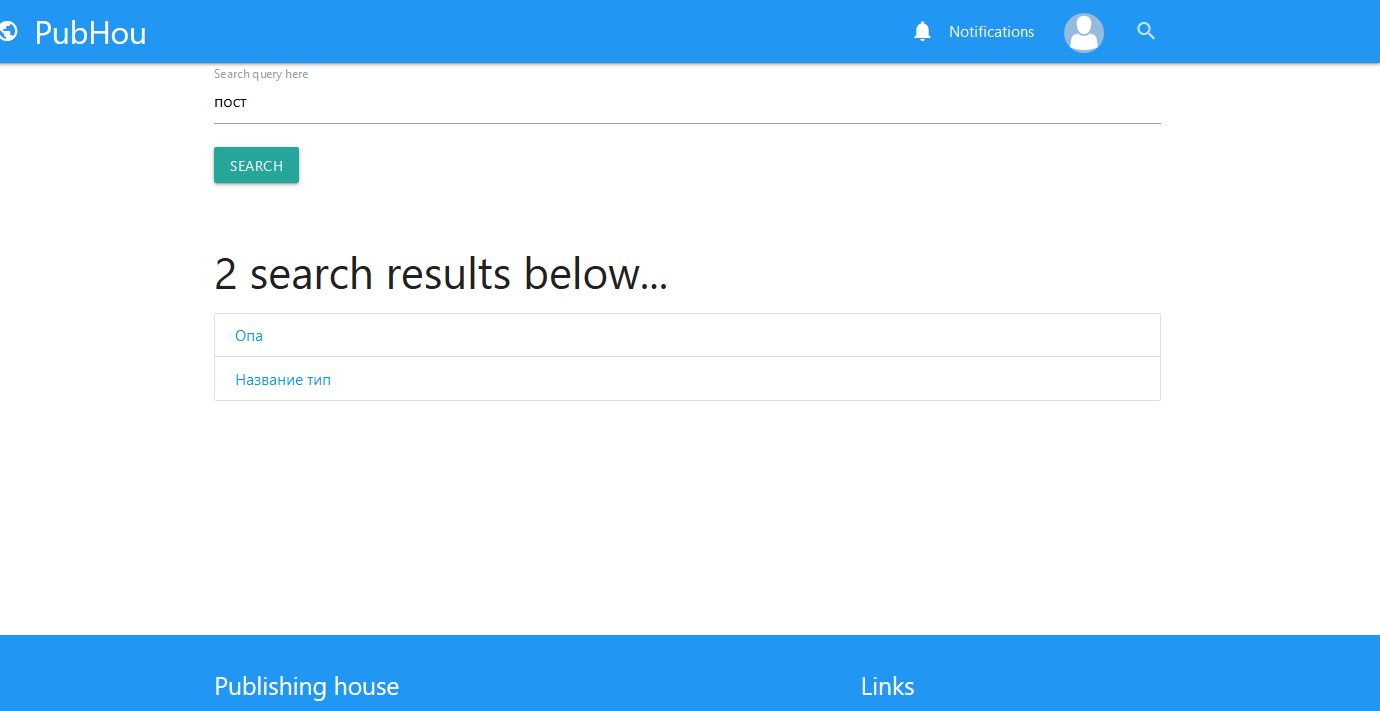 PubHou
Notifications
Search query here
пост
SEARCH
2 search results below...
Опа
Название тип
Publishing house
Links